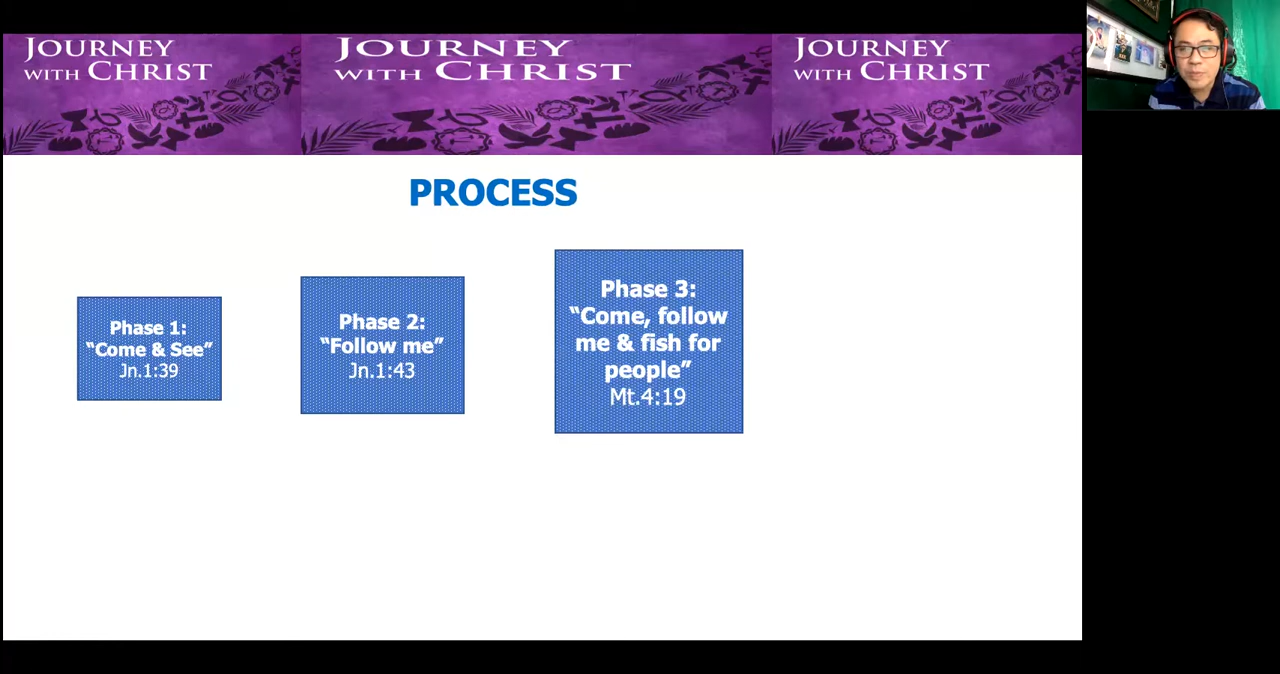 JOURNEY
WITH CHRIST
JOURNEY
WITH CHRIST
JOURNEY
WITH CHRIST
PROCESS
Phase 1:
“Come & See”
Jn.1:39
Phase 2:
“Follow me”
Jn.1:43
Phase 3:
“Come, follow
me & fish for
people”
Mt.4:19